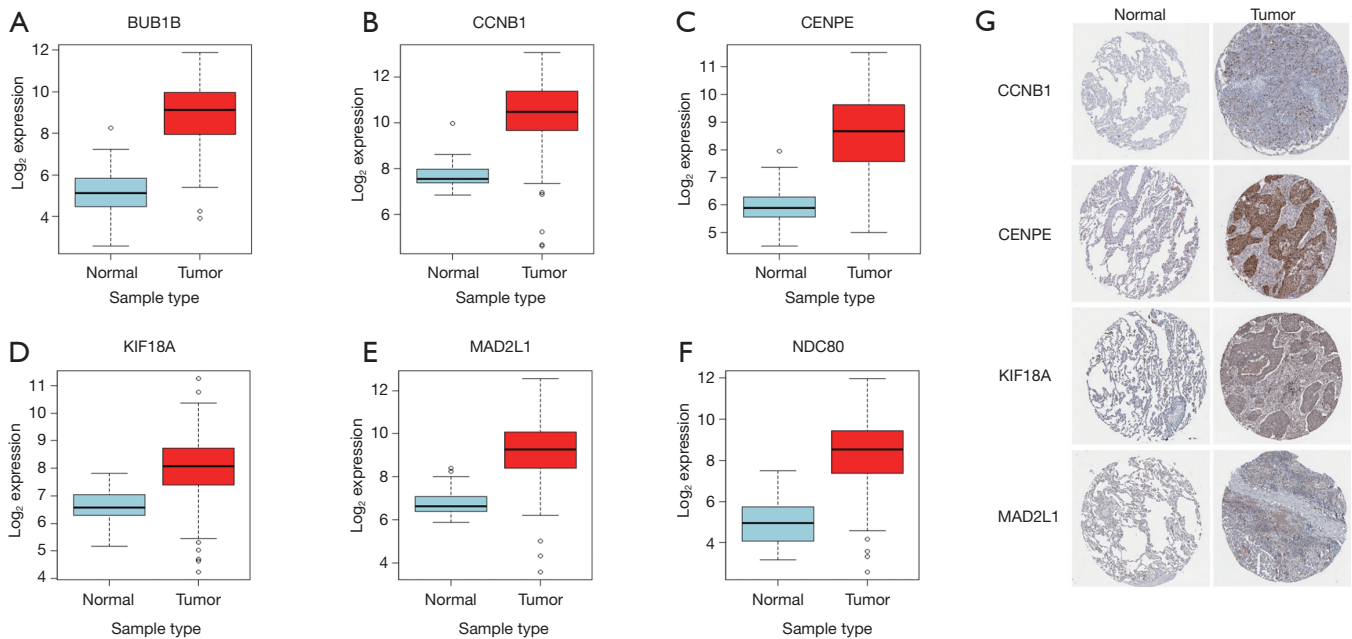 A
BUB1B
Log2 expression
12
10
8
6
4
Normal Tumor
Sample type
B
CCNB1
Log2 expression
12
10
8
6
Normal Tumor
Sample type
C
CENPE
Log2 expression
11
10
9
8
7
6
5
Normal Tumor
Sample type
D
KIF18A
Log2 expression
11
10
9
8
7
6
5
4
Normal Tumor
Sample type
E
MAD2L1
Log2 expression
12
10
8
6
4
Normal Tumor
Sample type
F
NDC80
Log2 expression
12
10
8
6
4
Normal Tumor
Sample type
G
Normal Tumor
CCNB1
CENPE
KIF18A
MAD2L1